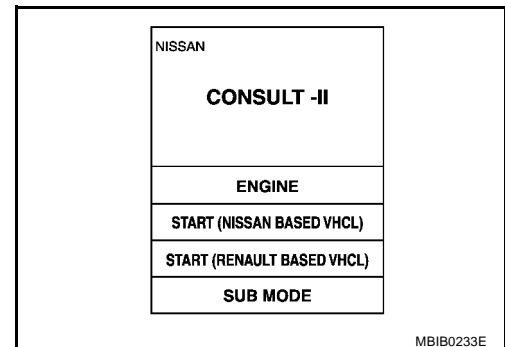 NISSAN
CONSULT -II
ENGINE
START (NISSAN BASED VHCL)
START (RENAULT BASED VHCL)
SUB MODE
MBIB0233E